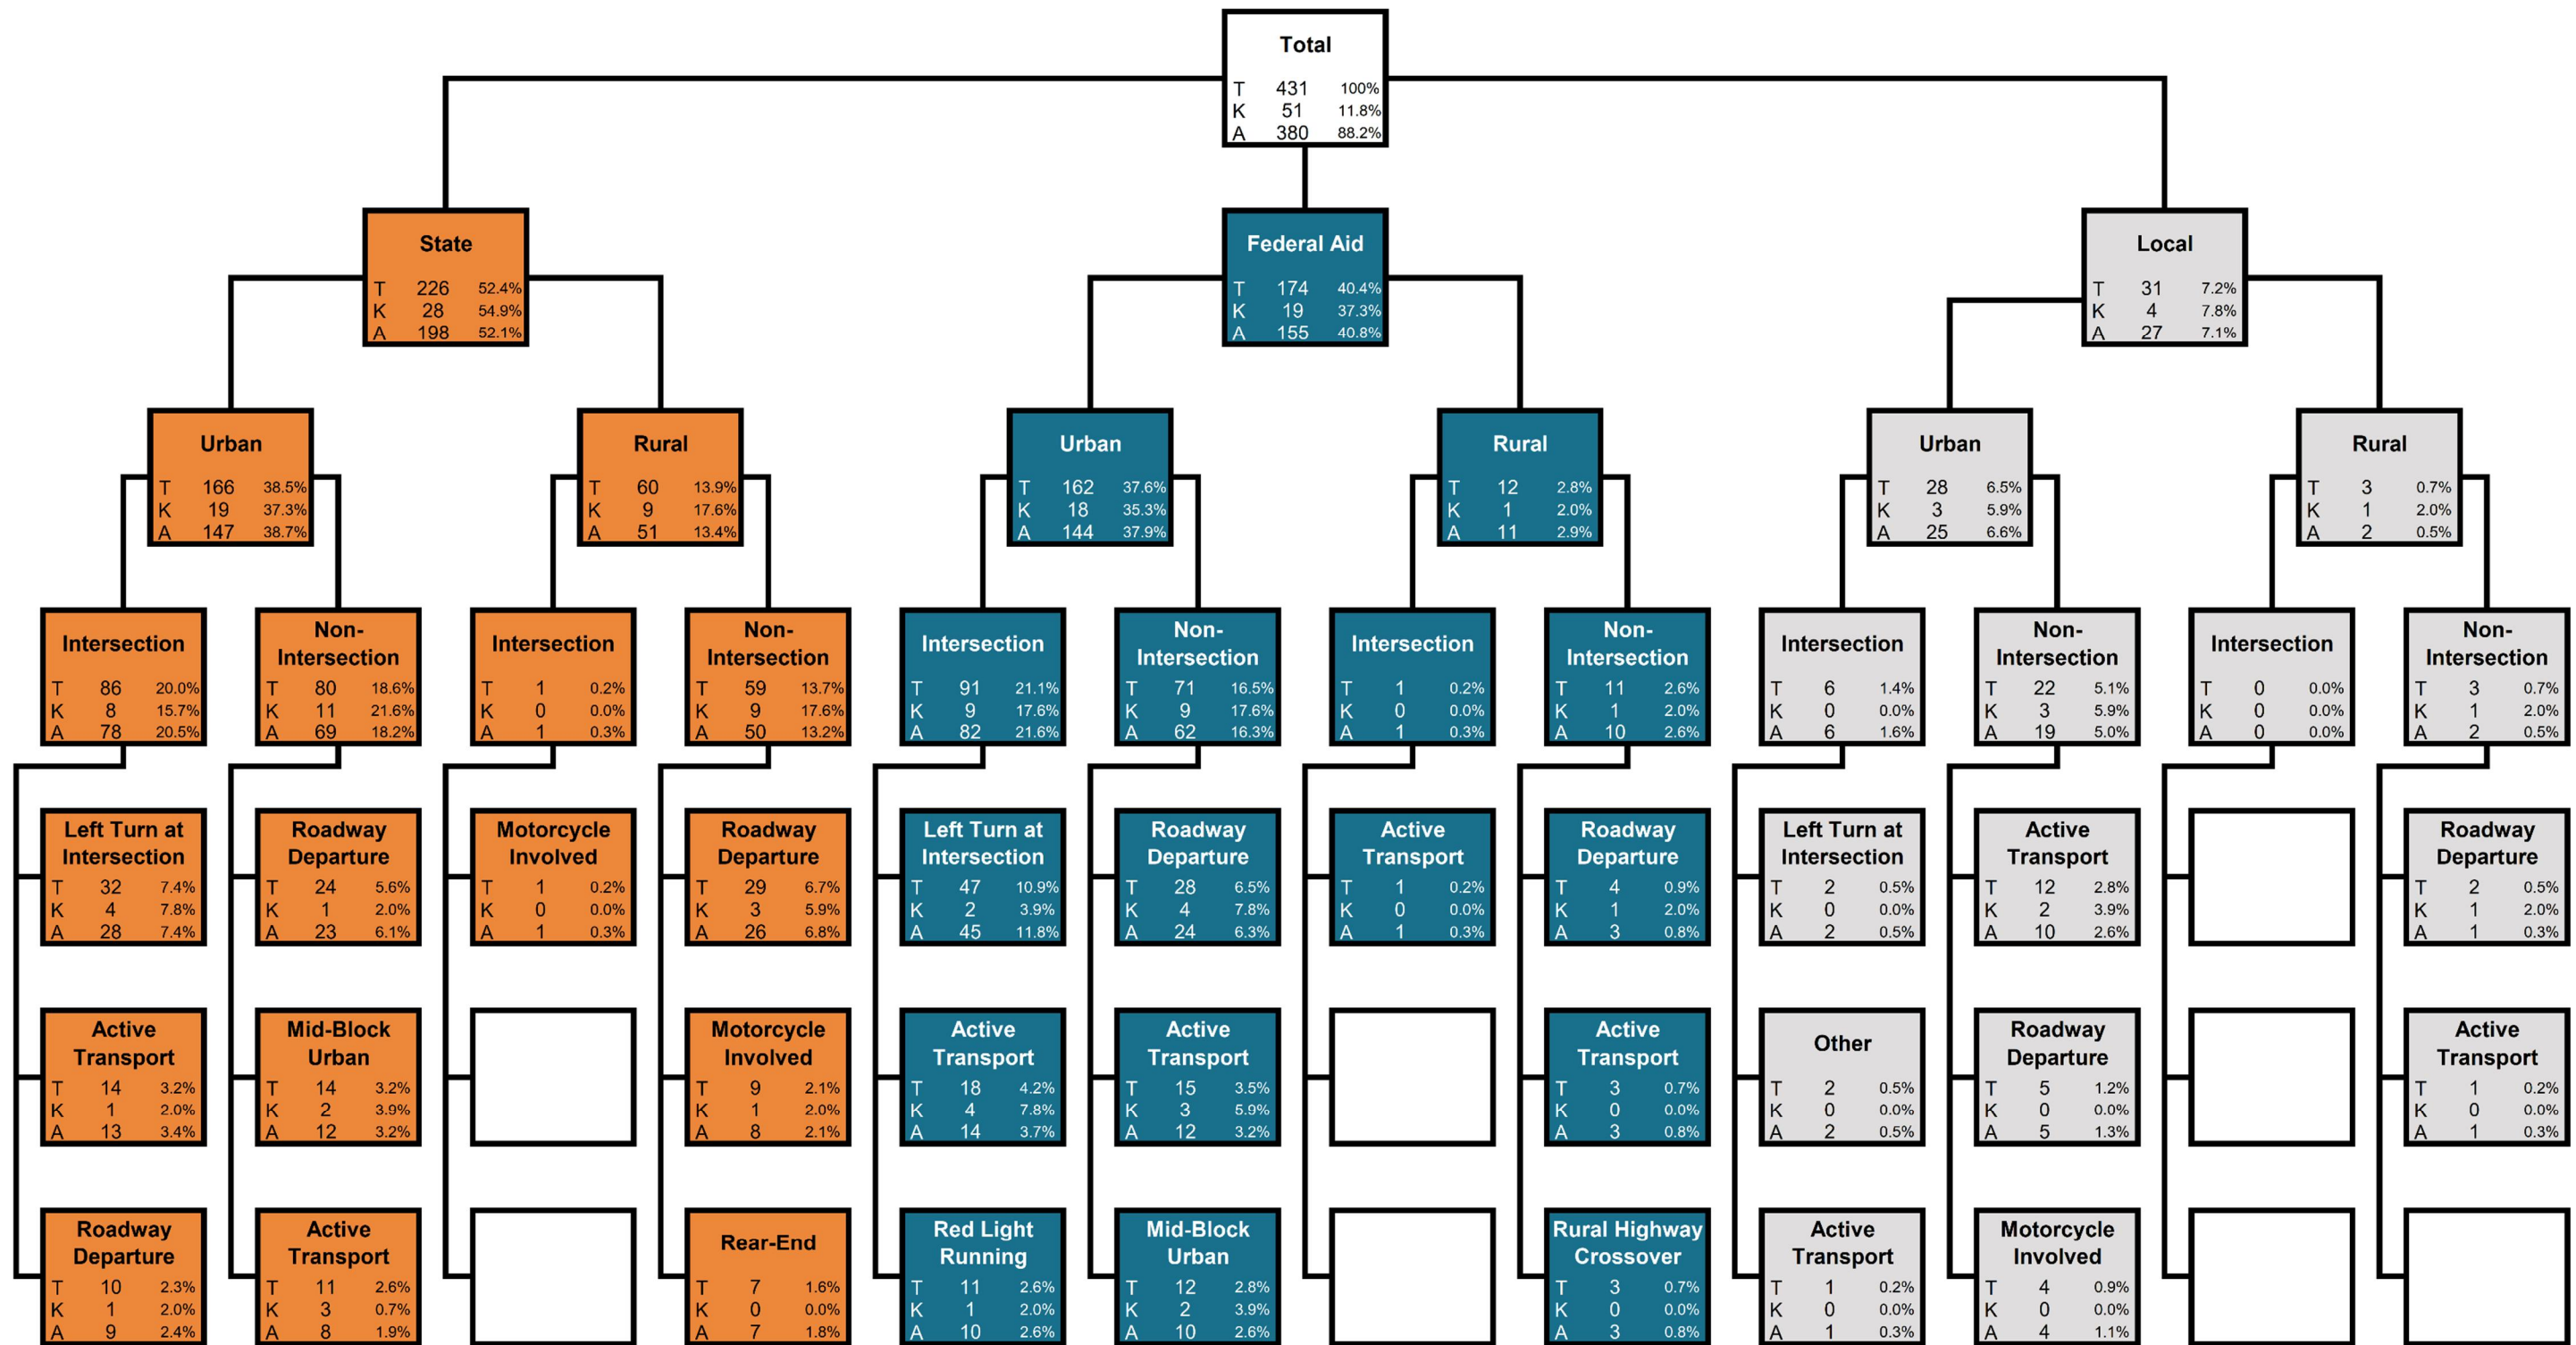 Total
T 431 100%
K 51 11.8%
A 380 88.2%
State
T 226 52.4%
K 28 54.9%
A 198 52.1%
Federal Aid
T 174 40.4%
K 19 37.3%
A 155 40.8%
Local
T 31 7.2%
K 4 7.8%
A 27 7.1%
Urban
T 166 38.5%
K 19 37.3%
A 147 38.7%
Rural
T 60 13.9%
K 9 17.6%
A 51 13.4%
Urban
T 162 37.6%
K 18 35.3%
A 144 37.9%
Rural
T 12 2.8%
K 1 2.0%
A 11 2.9%
Urban
T 28 6.5%
K 3 5.9%
A 25 6.6%
Rural
T 3 0.7%
K 1 2.0%
A 2 0.5%
Intersection
T 86 20.0%
K 8 15.7%
A 78 20.5%
Non-
Intersection
T 80 18.6%
K 11 21.6%
A 69 18.2%
Intersection
T 1 0.2%
K 0 0.0%
A 1 0.3%
Non-
Intersection
T 59 13.7%
K 9 17.6%
A 50 13.2%
Intersection
T 91 21.1%
K 9 17.6%
A 82 21.6%
Non-
Intersection
T 71 16.5%
K 9 17.6%
A 62 16.3%
Intersection
T 1 0.2%
K 0 0.0%
A 1 0.3%
Non-
Intersection
T 11 2.6%
K 1 2.0%
A 10 2.6%
Intersection
T 6 1.4%
K 0 0.0%
A 6 1.6%
Non-
Intersection
T 22 5.1%
K 3 5.9%
A 19 5.0%
Intersection
T 0 0.0%
K 0 0.0%
A 0 0.0%
Non-
Intersection
T 3 0.7%
K 1 2.0%
A 2 0.5%
Left Turn at
Intersection
T 32 7.4%
K 4 7.8%
A 28 7.4%
Roadway
Departure
T 24 5.6%
K 1 2.0%
A 23 6.1%
Motorcycle
Involved
T 1 0.2%
K 0 0.0%
A 1 0.3%
Roadway
Departure
T 29 6.7%
K 3 5.9%
A 26 6.8%
Left Turn at
Intersection
T 47 10.9%
K 2 3.9%
A 45 11.8%
Roadway
Departure
T 28 6.5%
K 4 7.8%
A 24 6.3%
Active
Transport
T 1 0.2%
K 0 0.0%
A 1 0.3%
Roadway
Departure
T 4 0.9%
K 1 2.0%
A 3 0.8%
Left Turn at
Intersection
T 2 0.5%
K 0 0.0%
A 2 0.5%
Active
Transport
T 12 2.8%
K 2 3.9%
A 10 2.6%
Roadway
Departure
T 2 0.5%
K 1 2.0%
A 1 0.3%
Active
Transport
T 14 3.2%
K 1 2.0%
A 13 3.4%
Mid-Block
Urban
T 14 3.2%
K 2 3.9%
A 12 3.2%
Motorcycle
Involved
T 9 2.1%
K 1 2.0%
A 8 2.1%
Active
Transport
T 18 4.2%
K 4 7.8%
A 14 3.7%
Active
Transport
T 15 3.5%
K 3 5.9%
A 12 3.2%
Active
Transport
T 3 0.7%
K 0 0.0%
A 3 0.8%
Other
T 2 0.5%
K 0 0.0%
A 2 0.5%
Roadway
Departure
T 5 1.2%
K 0 0.0%
A 5 1.3%
Active
Transport
T 1 0.2%
K 0 0.0%
A 1 0.3%
Roadway
Departure
T 10 2.3%
K 1 2.0%
A 9 2.4%
Active
Transport
T 11 2.6%
K 3 0.7%
A 8 1.9%
Rear-End
T 7 1.6%
K 0 0.0%
A 7 1.8%
Red Light
Running
T 11 2.6%
K 1 2.0%
A 10 2.6%
Mid-Block
Urban
T 12 2.8%
K 2 3.9%
A 10 2.6%
Rural Highway
Crossover
T 3 0.7%
K 0 0.0%
A 3 0.8%
Active
Transport
T 1 0.2%
K 0 0.0%
A 1 0.3%
Motorcycle
Involved
T 4 0.9%
K 0 0.0%
A 4 1.1%